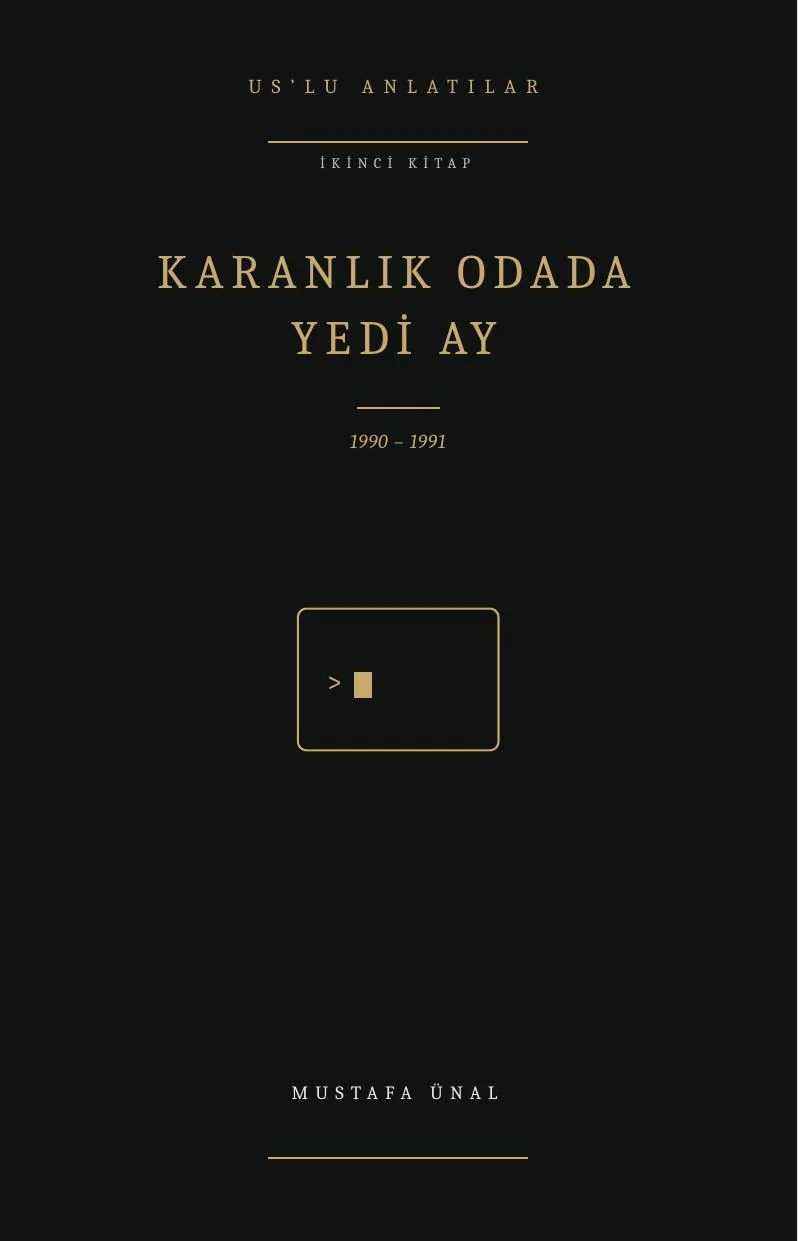 US'LU ANLATILAR
İKİNCİ KİTAP
KARANLIK ODADA
YEDİ AY
1990 – 1991
>
MUSTAFA ÜNAL